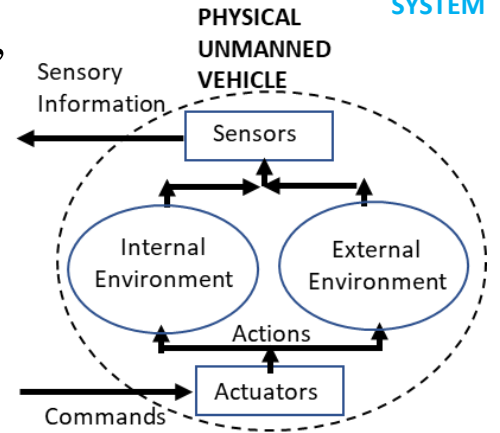 SYSTEM
PHYSICAL
UNMANNED
VEHICLE
,
Sensory
Information
Sensors
Internal
Environment
External
Environment
Actions
Actuators
Commands